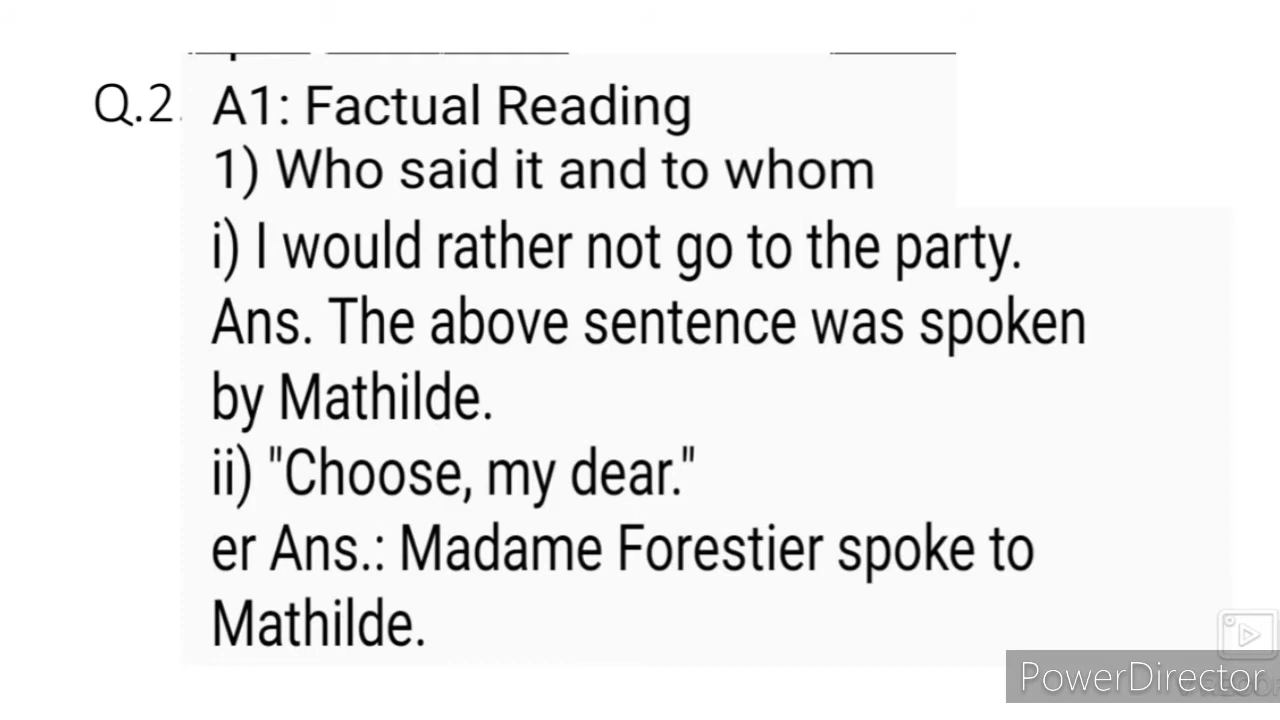 Q.2. A1: Factual Reading
1) Who said it and to whom
i) I would rather not go to the party.
Ans. The above sentence was spoken
by Mathilde.
ii) "Choose, my dear."
er Ans.: Madame Forestier spoke to
Mathilde.
PowerDirector